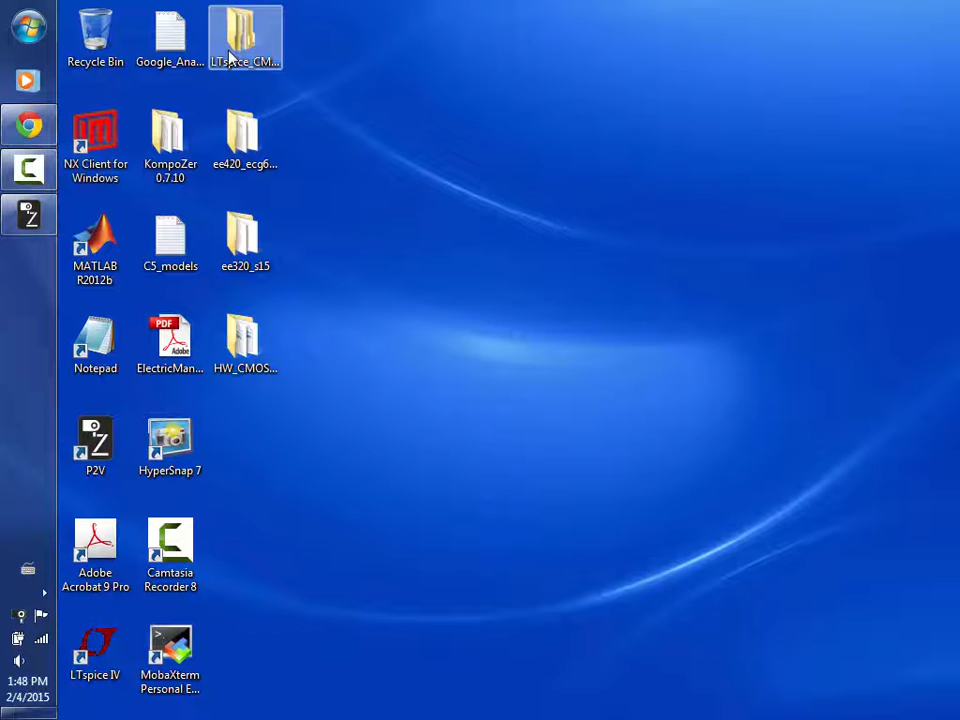 Recycle Bin
Google_Ana...
LTspice_CM...
NX Client for
Windows
KompoZer
0.7.10
ee420_ecg6...
MATLAB
R2012b
C5_models
ee320_s15
Notepad
PDF
Adobe
ElectricMan...
HW_CMOS...
P2V
HyperSnap 7
Adobe
Acrobat 9 Pro
Camtasia
Recorder 8
LTspice IV
MobaXterm
Personal E...
1:48 PM
2/4/2015